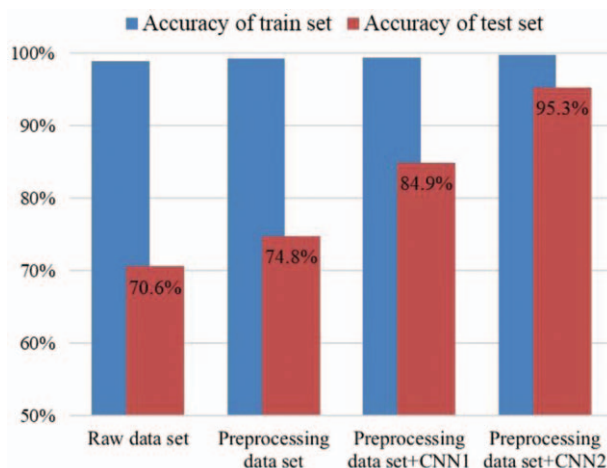 Accuracy of train set Accuracy of test set
100%
90%
80%
70%
60%
50%
70.6%
74.8%
84.9%
95.3%
Raw data set
Preprocessing
data set
Preprocessing
data set+CNN1
Preprocessing
data set+CNN2